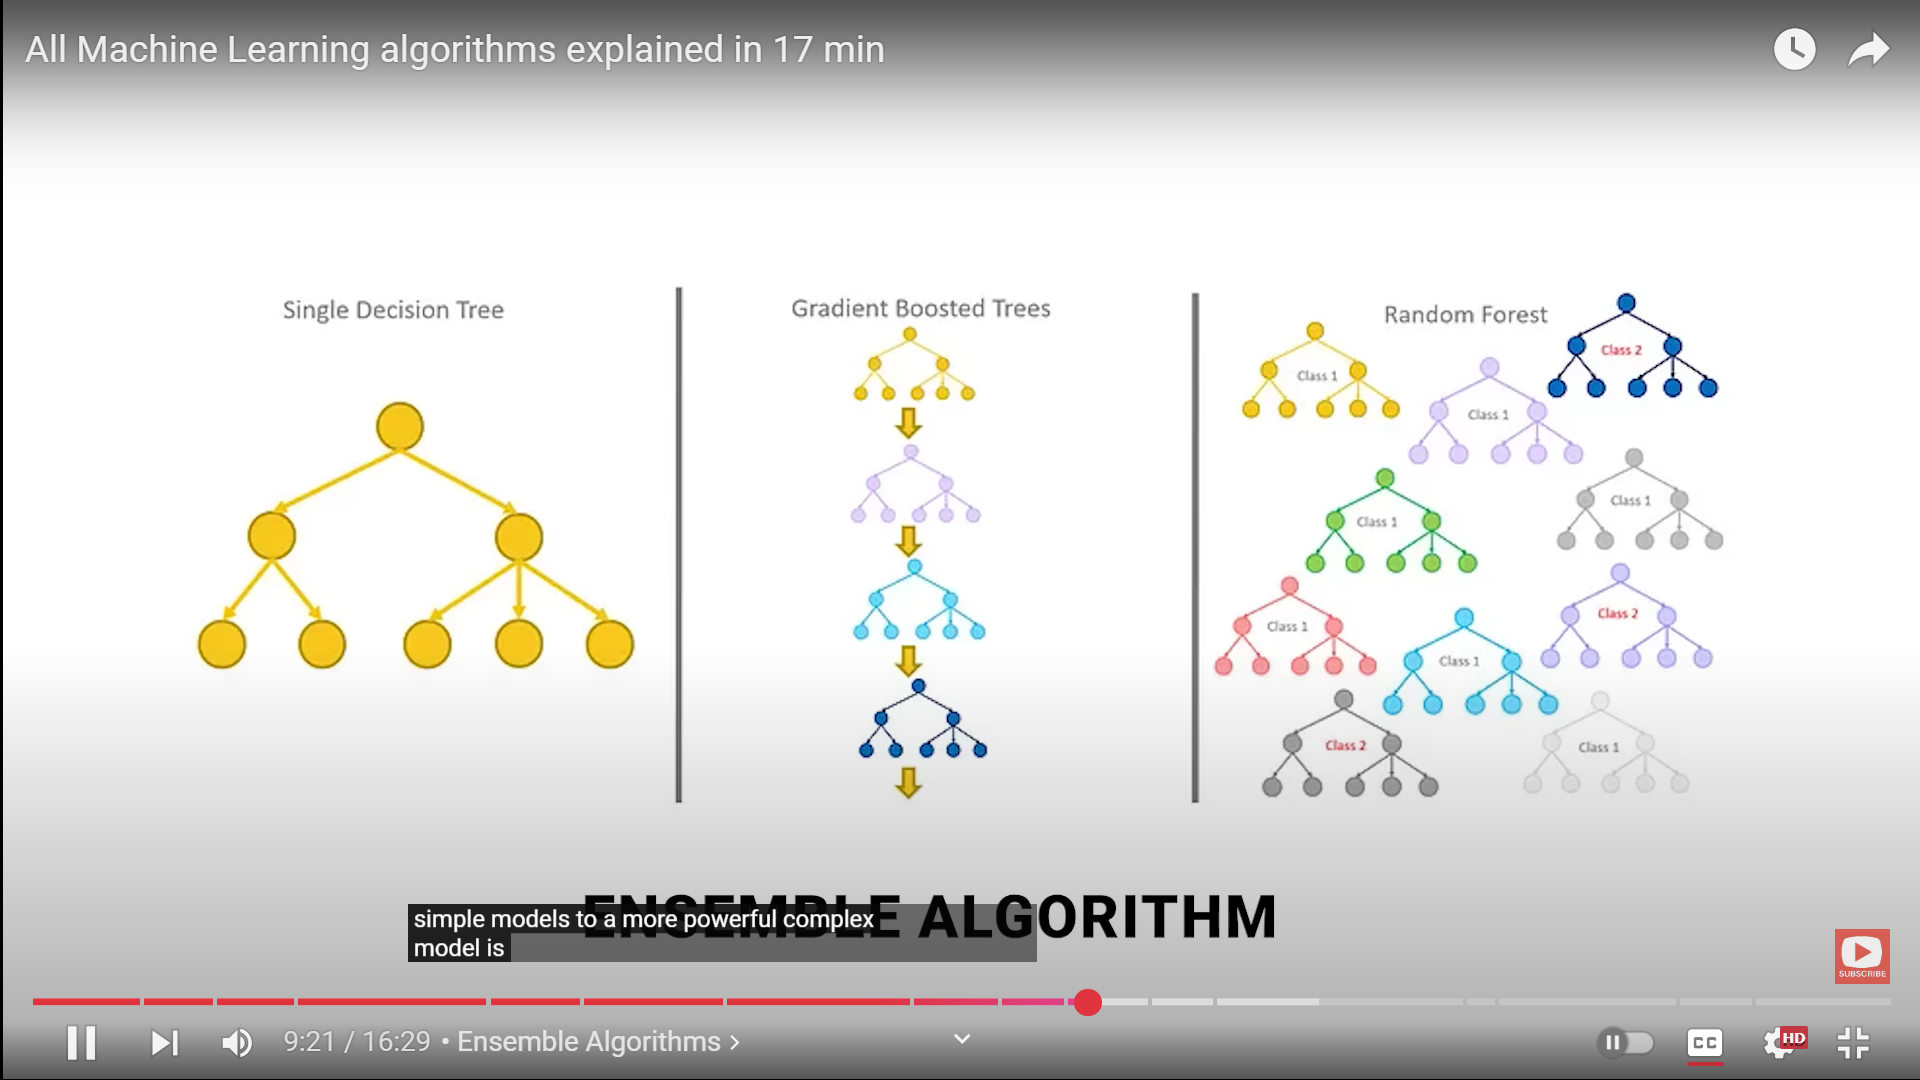 All Machine Learning algorithms explained in 17 min
Single Decision Tree
Gradient Boosted Trees
Random Forest
Class 2
Class 1
Class 1
Class 1
Class 1
Class 2
Class 1
Class 1
Class 2
Class 1
ENSEMBLE ALGORITHM
simple models to a more powerful complex
model is
SUBSCRIBE
9:21 / 16:29 • Ensemble Algorithms >
CC
HD